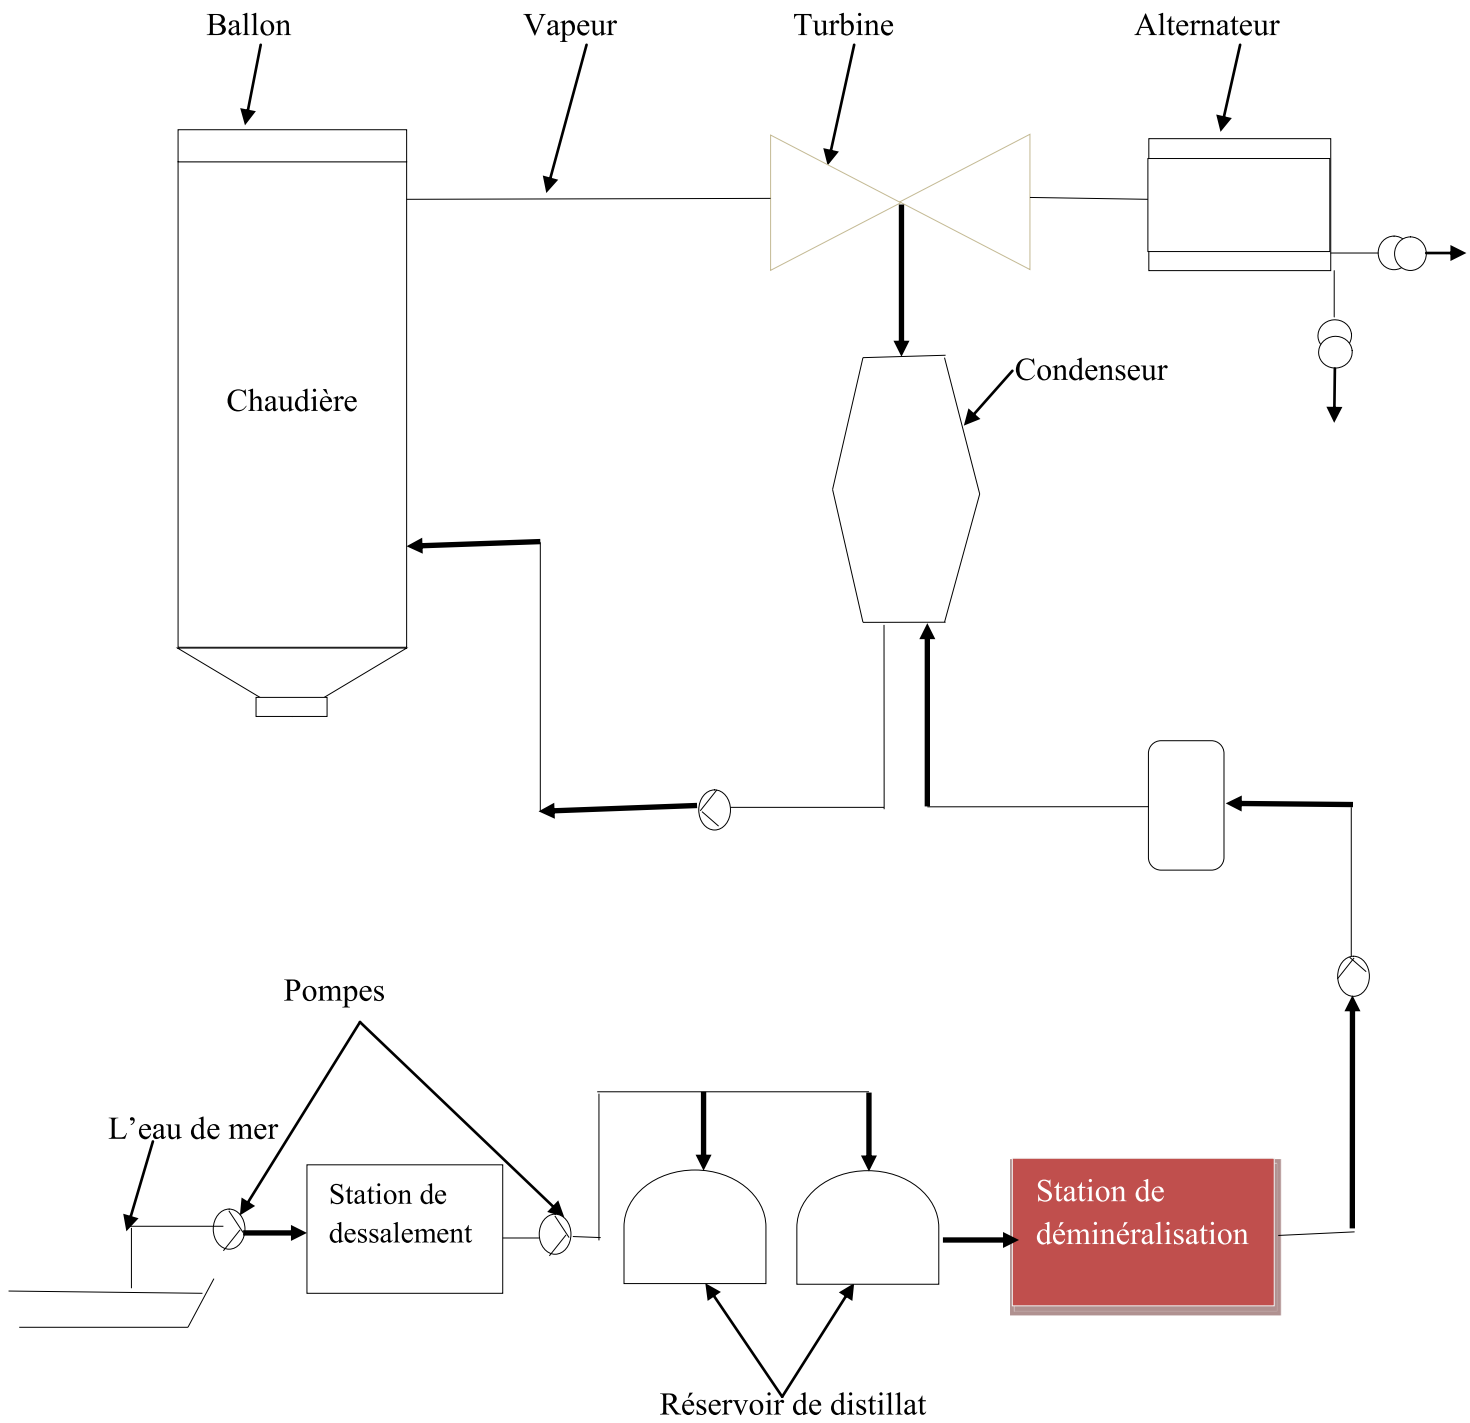 Ballon
Vapeur
Turbine
Alternateur
Condenseur
Chaudière
Pompes
L’eau de mer
Station de
dessalement
Station de
déminéralisation
Réservoir de distillat